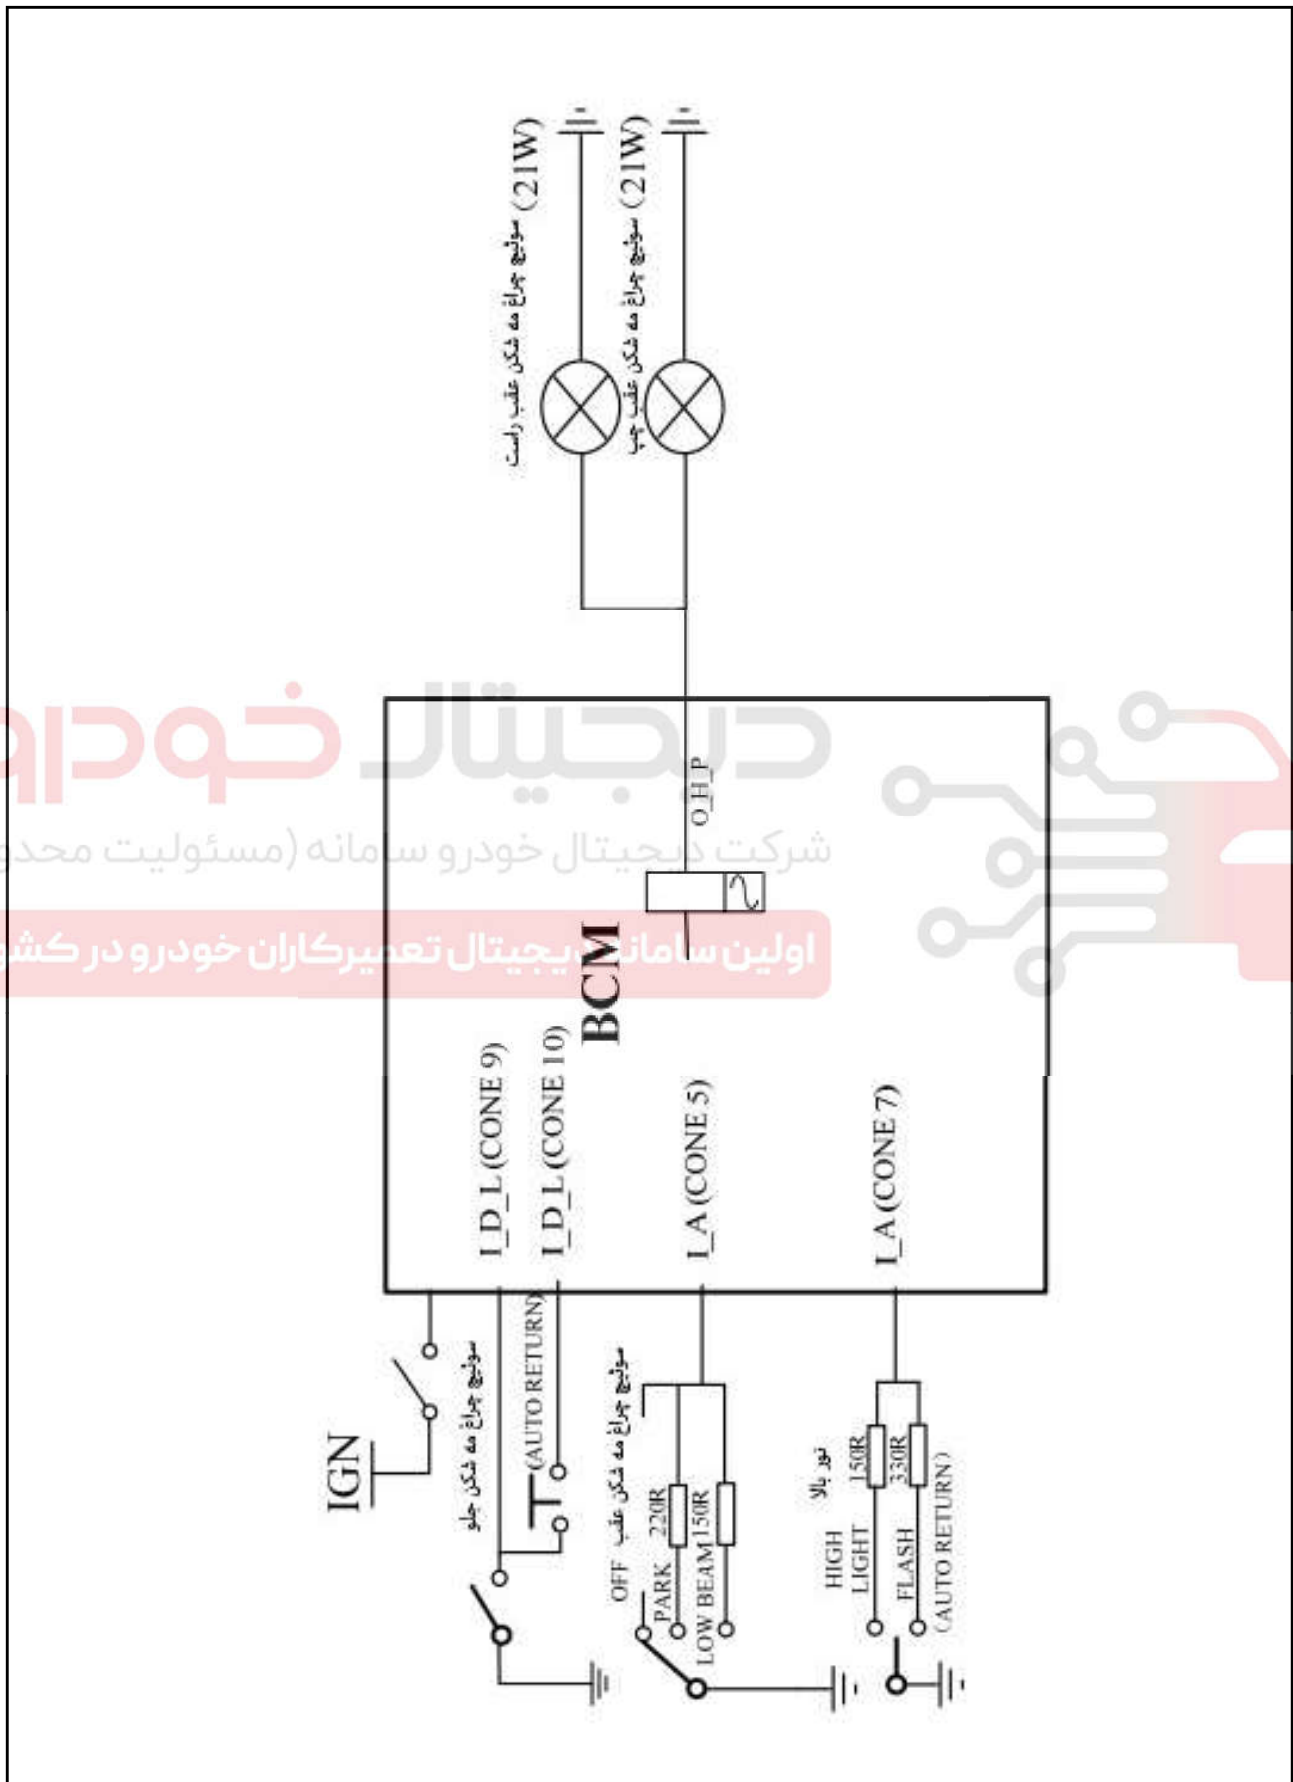 سوئیچ چراغ مه شکن عقب راست (21W)
سوئیچ چراغ مه شکن عقب چپ (21W)
دیجیتال خودرو
شرکت دیجیتال خودرو سامانه (مسئولیت
اولین سامانه دیجیتال تعمیرکاران خودرو در
O_H_P
BCM
I_D_L (CONE 9)
I_D_L (CONE 10)
I_A (CONE 5)
I_A (CONE 7)
IGN
سوئیچ چراغ مه شکن جلو
(AUTO RETURN)
سوئیچ چراغ مه شکن عقب
OFF
PARK
220R
LOW BEAM
150R
نور بالا
HIGH
LIGHT
150R
FLASH
330R
(AUTO RETURN)